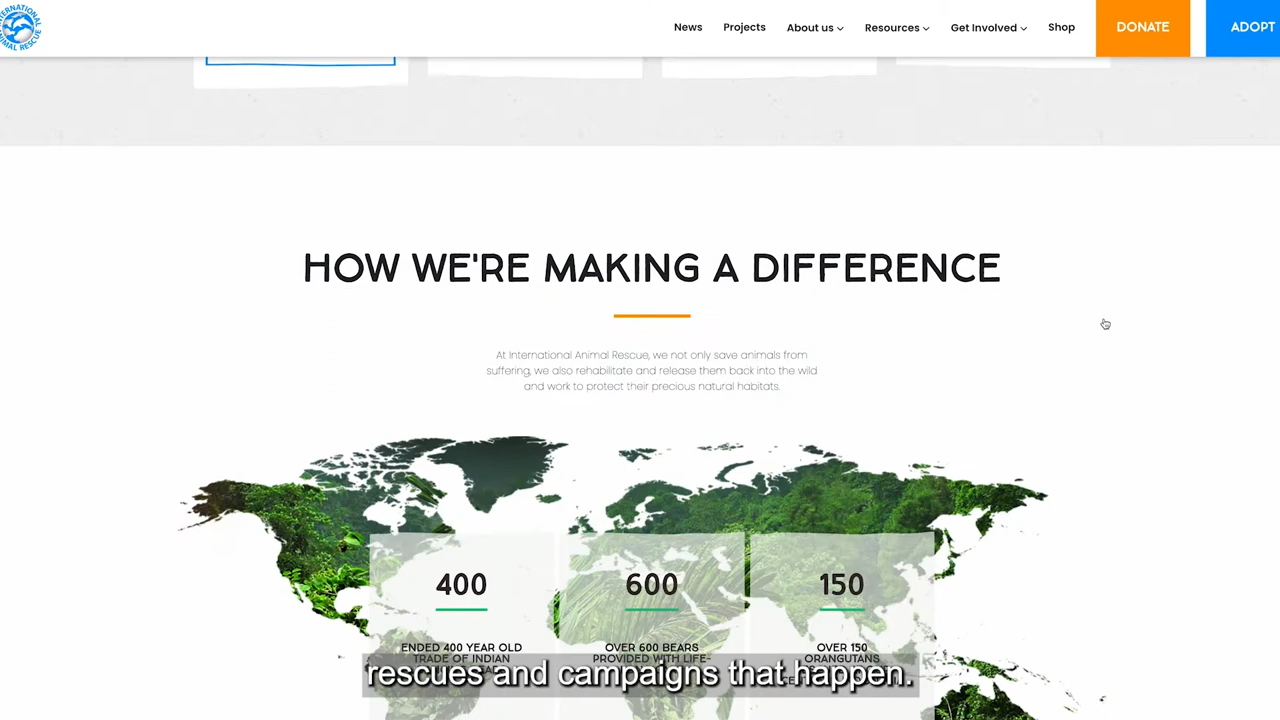 INTERNATIONAL
ANIMAL RESCUE
News Projects About us Resources Get Involved Shop DONATE ADOPT
HOW WE'RE MAKING A DIFFERENCE
At International Animal Rescue, we not only save animals from
suffering, we also rehabilitate and release them back into the wild
and work to protect their precious natural habitats.
400 600 150
ENDED 400 YEAR OLD OVER 600 BEARS OVER 150
TRADE OF INDIAN PROVIDED WITH LIFE- ORANGUTANS
rescues and campaigns that happen.